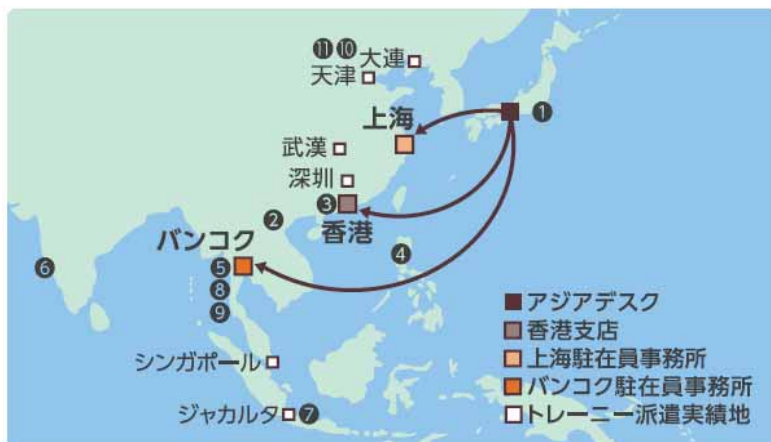 ⓫ ❿ 大連
天津
❶
上海
武漢
深圳
❸
香港
❷
バンコク
❹
❻
❺
❽
❾
シンガポール
ジャカルタ ❼
アジアデスク
香港支店
上海駐在員事務所
バンコク駐在員事務所
トレーニー派遣実績地